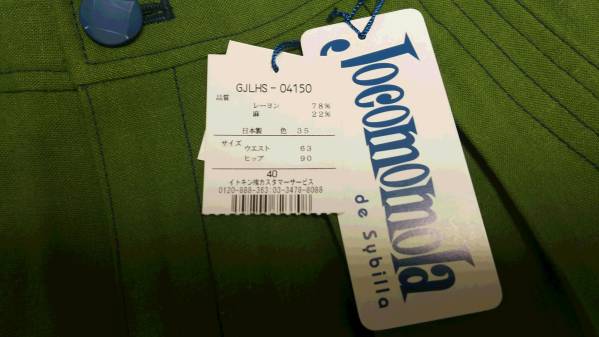 GJLHS-04150
品質
レーヨン 78%
麻 22%
日本製 色 35
サイズ
ウエスト 63
ヒップ 90
40
イトキン㈱カスタマーサービス
0120-888-363:03-3478-8088
Jocomomola
de Sybilla